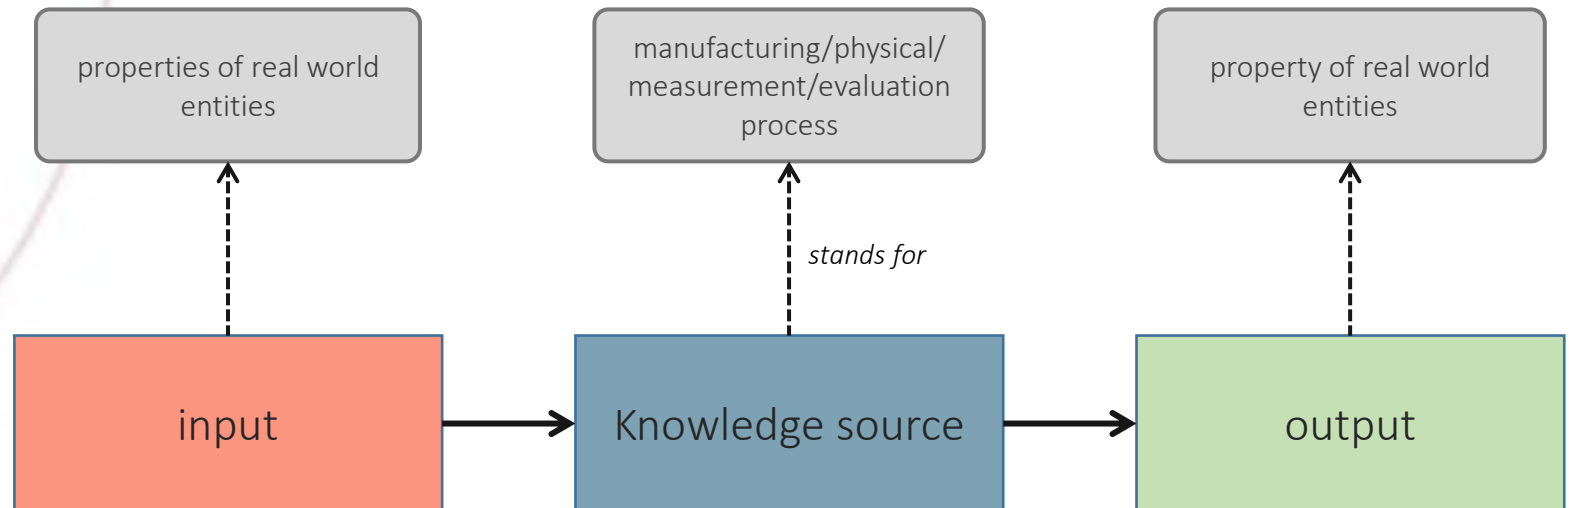 properties of real world
entities
manufacturing/physical/
measurement/evaluation
process
property of real world
entities
stands for
input
Knowledge source
output